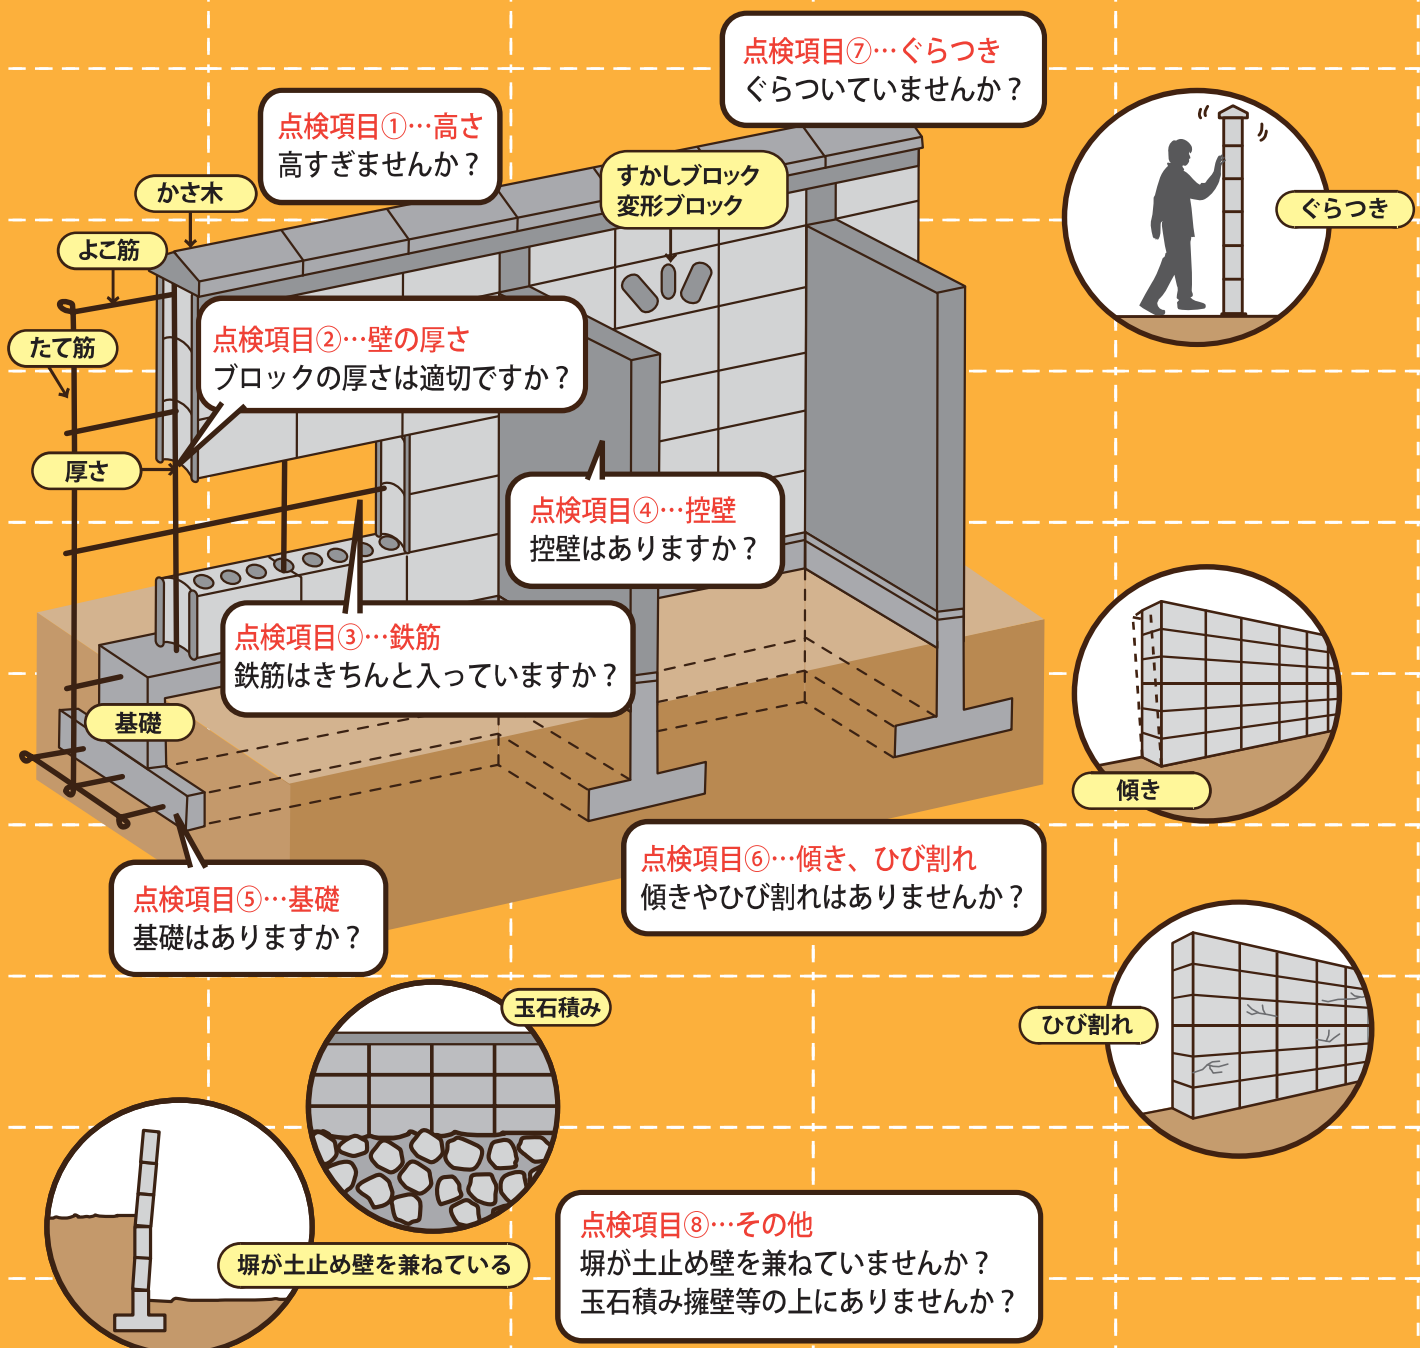 点検項目⑦…ぐらつき
ぐらついていませんか？
点検項目①…高さ
高すぎませんか？
すかしブロック
変形ブロック
かさ木
ぐらつき
よこ筋
たて筋
点検項目②…壁の厚さ
ブロックの厚さは適切ですか？
厚さ
点検項目④…控壁
控壁はありますか？
点検項目③…鉄筋
鉄筋はきちんと入っていますか？
基礎
傾き
点検項目⑥…傾き、ひび割れ
傾きやひび割れはありませんか？
点検項目⑤…基礎
基礎はありますか？
玉石積み
ひび割れ
塀が土止め壁を兼ねている
点検項目⑧…その他
塀が土止め壁を兼ねていませんか？
玉石積み擁壁等の上にありませんか？